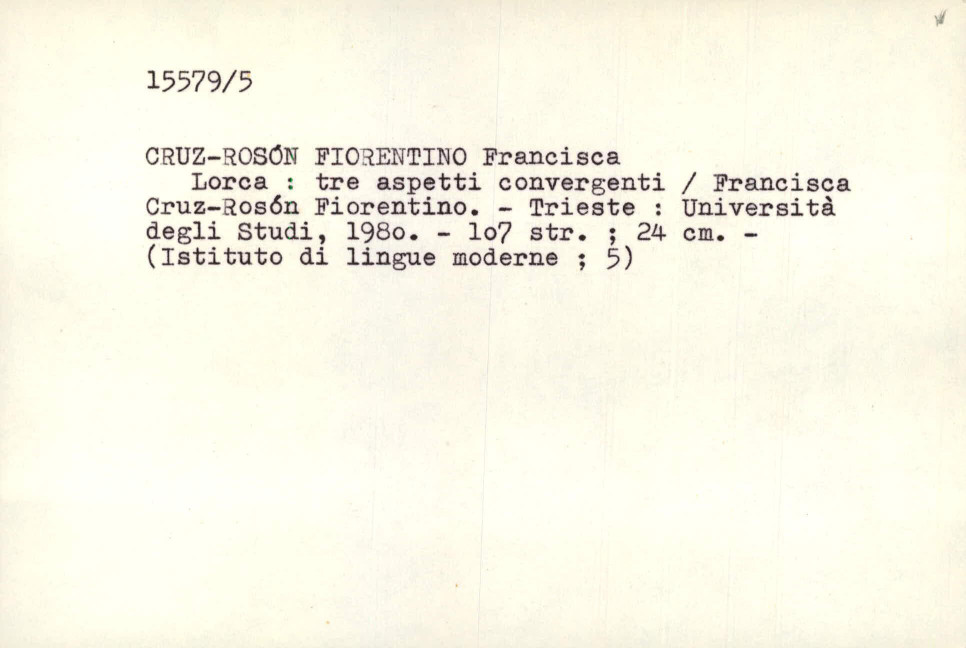 15579/5
CRUZ-ROSÓN FIORENTINO Francisca
Lorca : tre aspetti convergenti / Francisca
Cruz-Rosón Fiorentino. - Trieste : Università
degli Studi, 198o. - 1o7 str. ; 24 cm. -
(Istituto di lingue moderne ; 5)